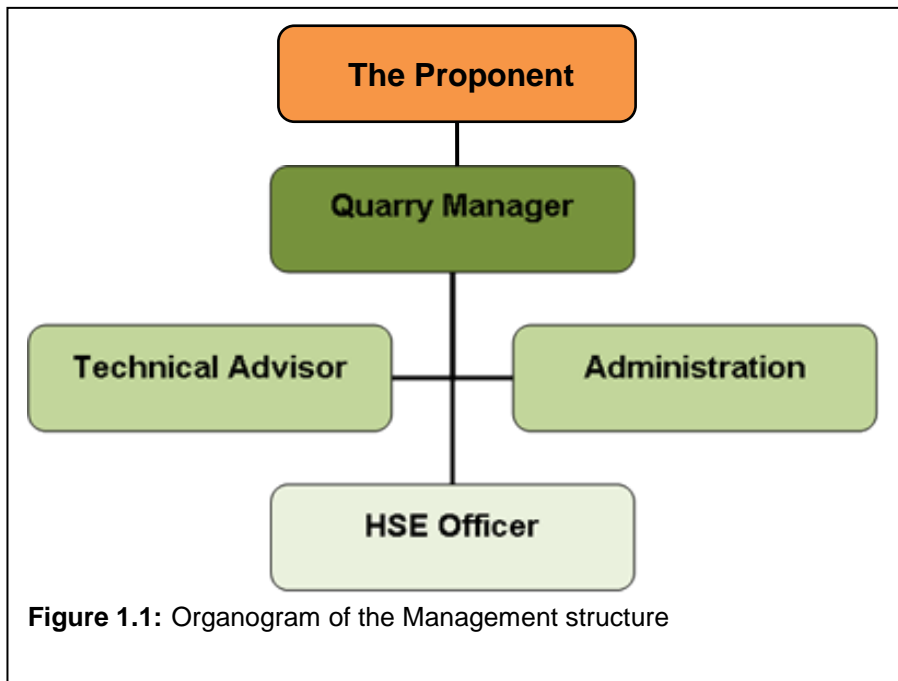 The Proponent
Quarry Manager
Technical Advisor
Administration
HSE Officer
Figure 1.1: Organogram of the Management structure